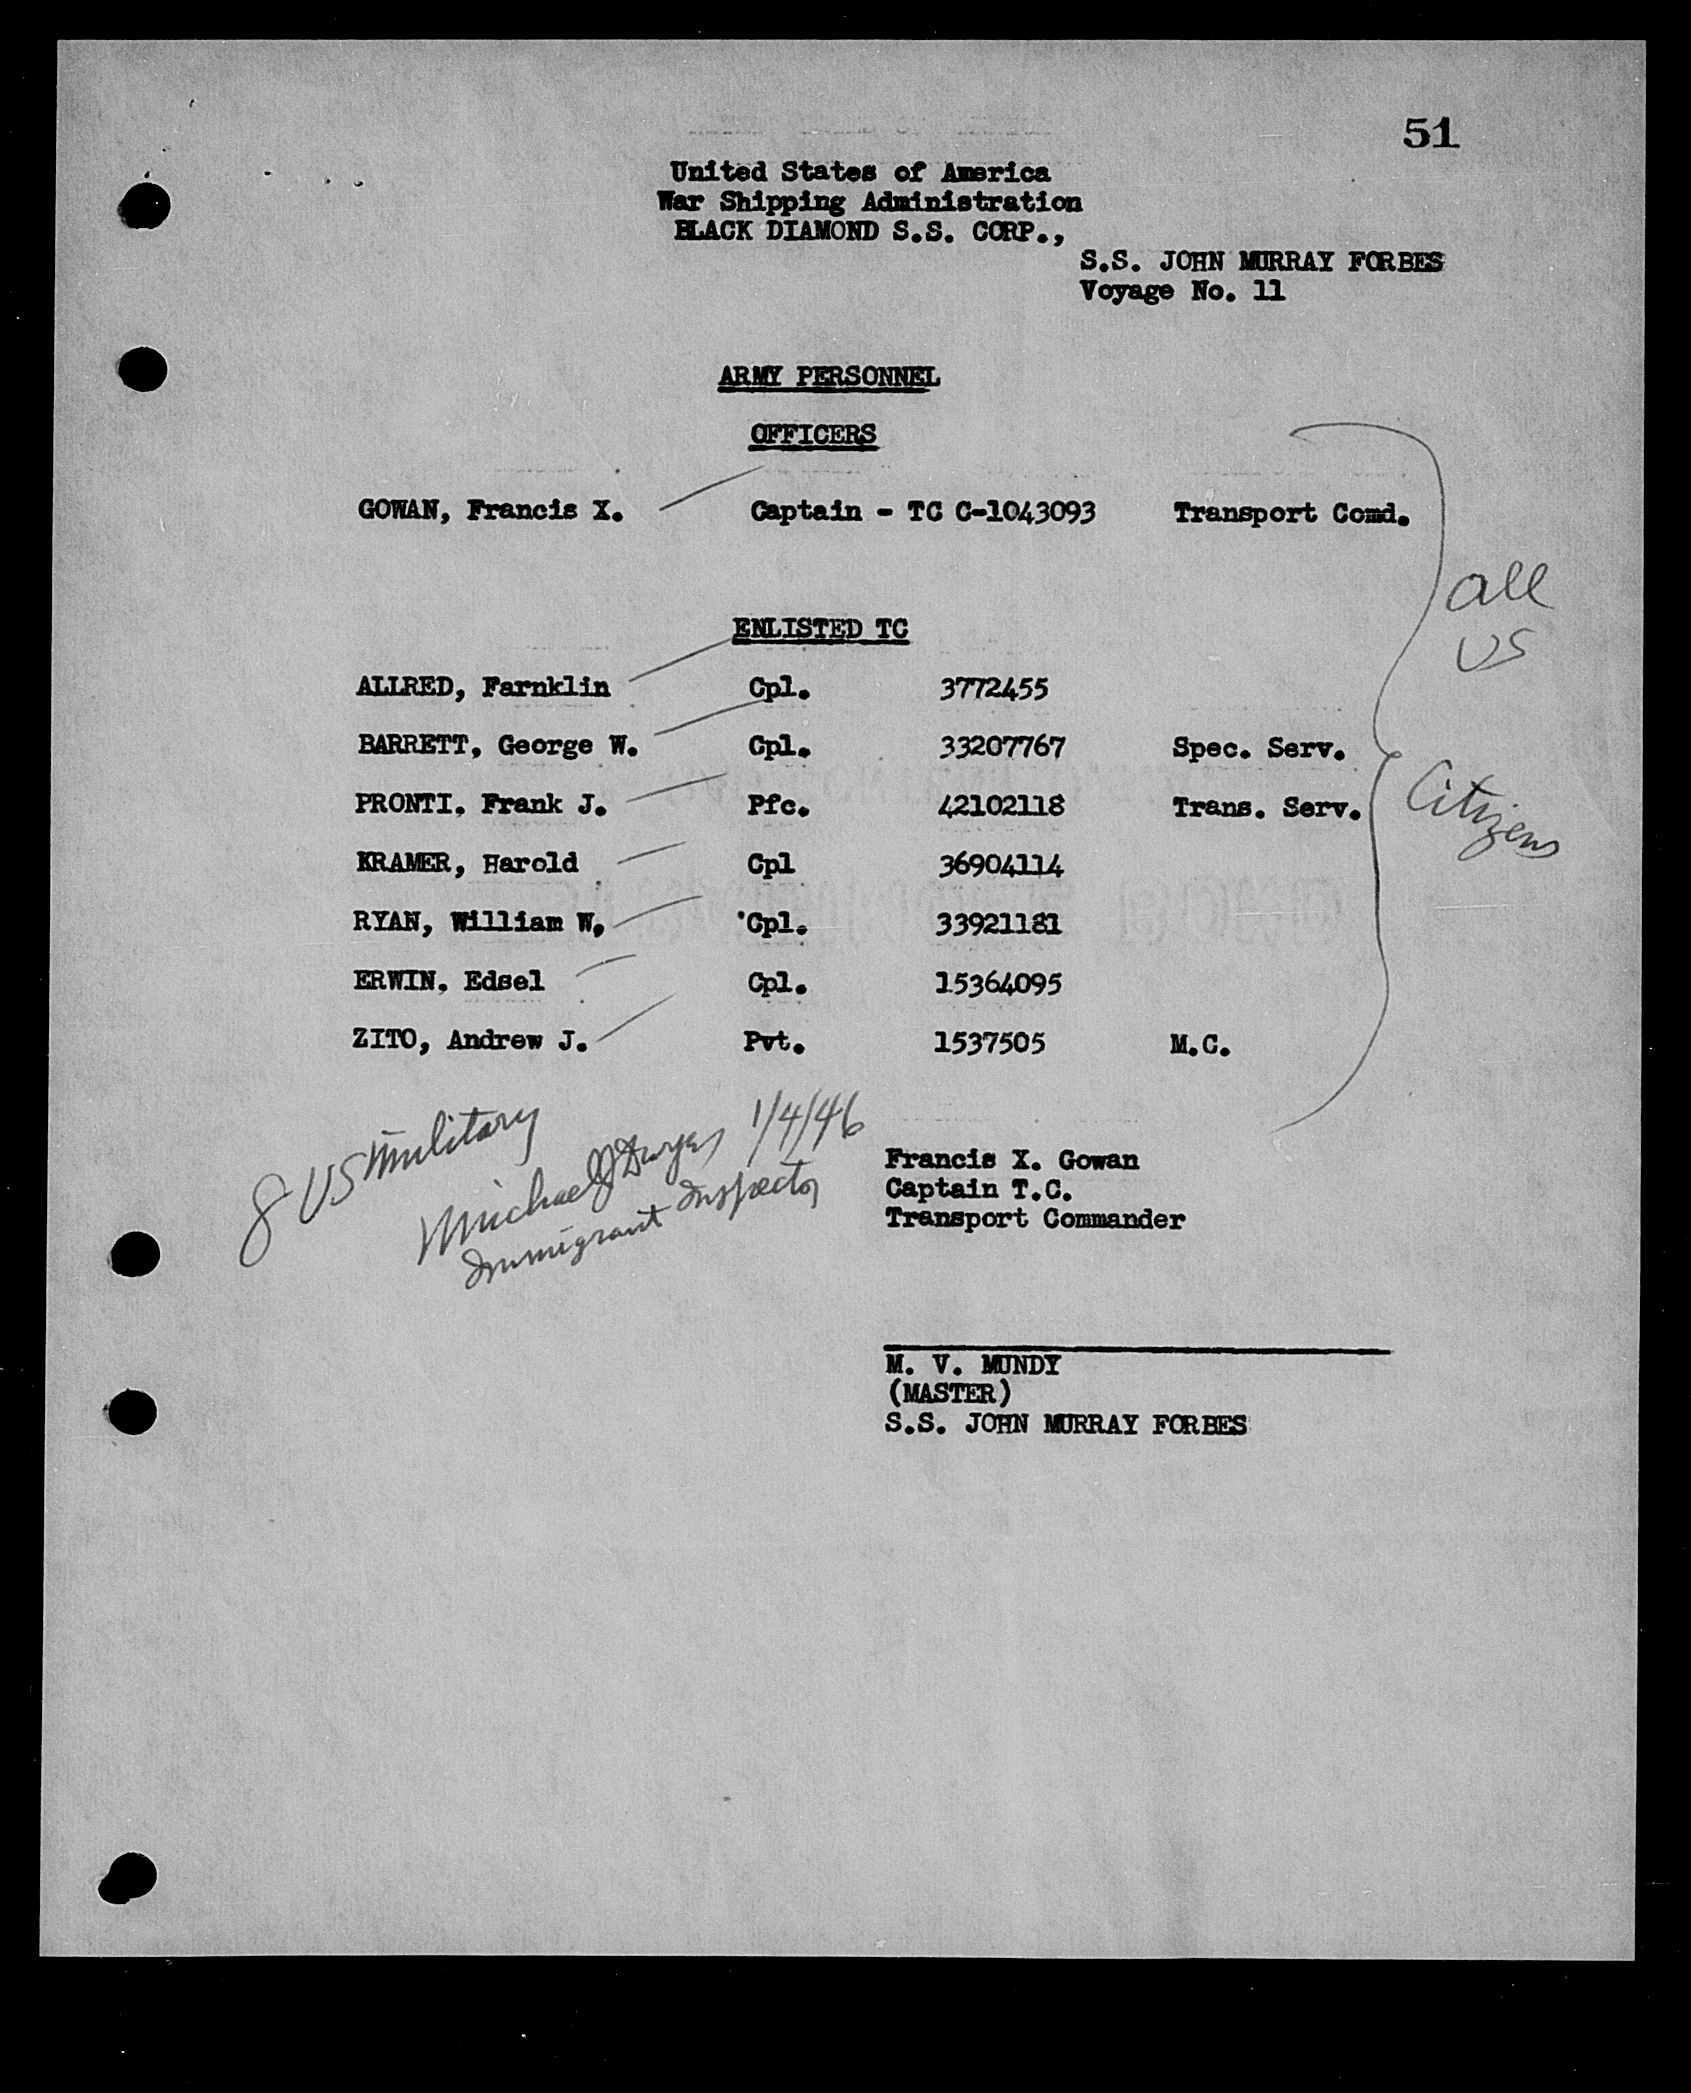 51
United States of America
War Shipping Administration
BLACK DIAMOND S.S. CORP.,
S.S. JOHN MURRAY FORBES
Voyage No. 11
ARMY PERSONNEL
OFFICERS
GOWAN, Francis X. Captain - TC C-1043093 Transport Comd.
all
US
Citizens
ENLISTED TC
ALLRED, Farnklin Cpl. 3772455
BARRETT, George W. Cpl. 33207767 Spec. Serv.
PRONTI, Frank J. Pfc. 42102118 Trans. Serv.
KRAMER, Harold Cpl 36904114
RYAN, William W, Cpl. 33921181
ERWIN, Edsel Cpl. 15364095
ZITO, Andrew J. Pvt. 1537505 M.C.
8 US Military
Michael J Dwyer 1/4/46
Immigrant Inspector
Francis X. Gowan
Captain T.C.
Transport Commander
M. V. MUNDY
(MASTER)
S.S. JOHN MURRAY FORBES